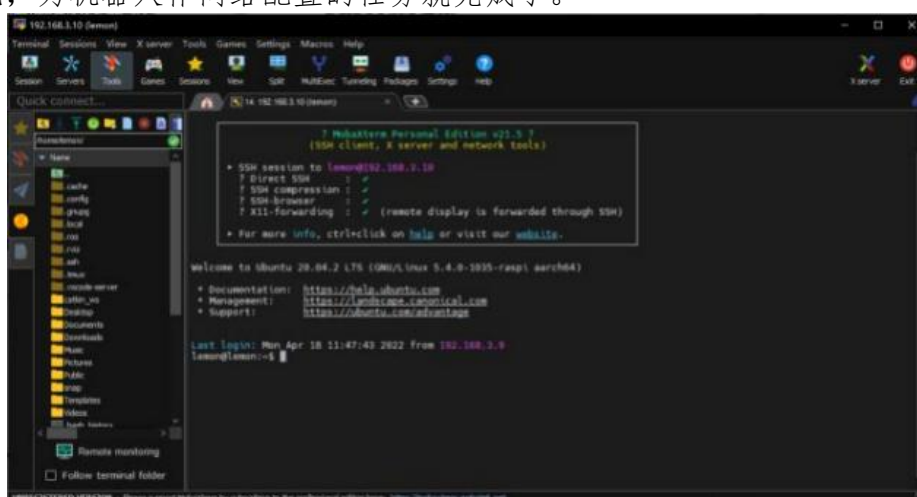 为机器人作网络配置的任务就完成了。
192.168.3.10 (lemon)
Terminal Sessions View X server Tools Games Settings Macros Help
Session Servers Tools Games Sessions View Split MultiExec Tunneling Packages Settings Help X server Exit
Quick connect...
14. 192.168.3.10 (lemon)
/home/lemon/
Name
..
.cache
.config
.gnupg
.local
.ros
.rviz
.ssh
.tmux
.vscode-server
catkin_ws
Desktop
Documents
Downloads
Music
Pictures
Public
snap
Templates
Videos
.bash_history
Remote monitoring
Follow terminal folder
? MobaXterm Personal Edition v21.5 ?
(SSH client, X server and network tools)
SSH session to lemon@192.168.3.10
? Direct SSH : ✓
? SSH compression : ✓
? SSH-browser : ✓
? X11-forwarding : ✓ (remote display is forwarded through SSH)
For more info, ctrl+click on help or visit our website.
Welcome to Ubuntu 20.04.2 LTS (GNU/Linux 5.4.0-1035-raspi aarch64)
* Documentation: https://help.ubuntu.com
* Management: https://landscape.canonical.com
* Support: https://ubuntu.com/advantage
Last login: Mon Apr 18 11:47:43 2022 from 192.168.3.9
lemon@lemon:~$